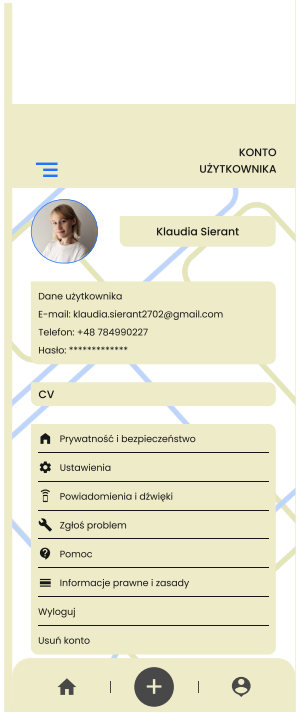 KONTO
UŻYTKOWNIKA
Klaudia Sierant
Dane użytkownika
E-mail: klaudia.sierant2702@gmail.com
Telefon: +48 784990227
Hasło: *************
CV
Prywatność i bezpieczeństwo
Ustawienia
Powiadomienia i dźwięki
Zgłoś problem
Pomoc
Informacje prawne i zasady
Wyloguj
Usuń konto